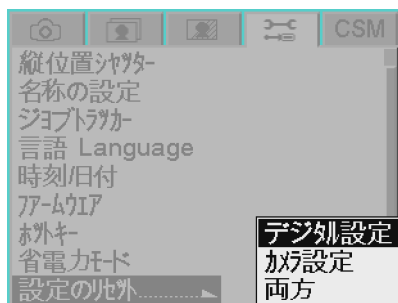 CSM
縦位置ｼｬｯﾀｰ
名称の設定
ジョブﾄﾗｯｶｰ
言語 Language
時刻/日付
ﾌｧｰﾑｳｪｱ
ﾎｯﾄｷｰ
省電力ﾓｰﾄﾞ
設定のﾘｾｯﾄ..............
デジﾀﾙ設定
ｶﾒﾗ設定
両方